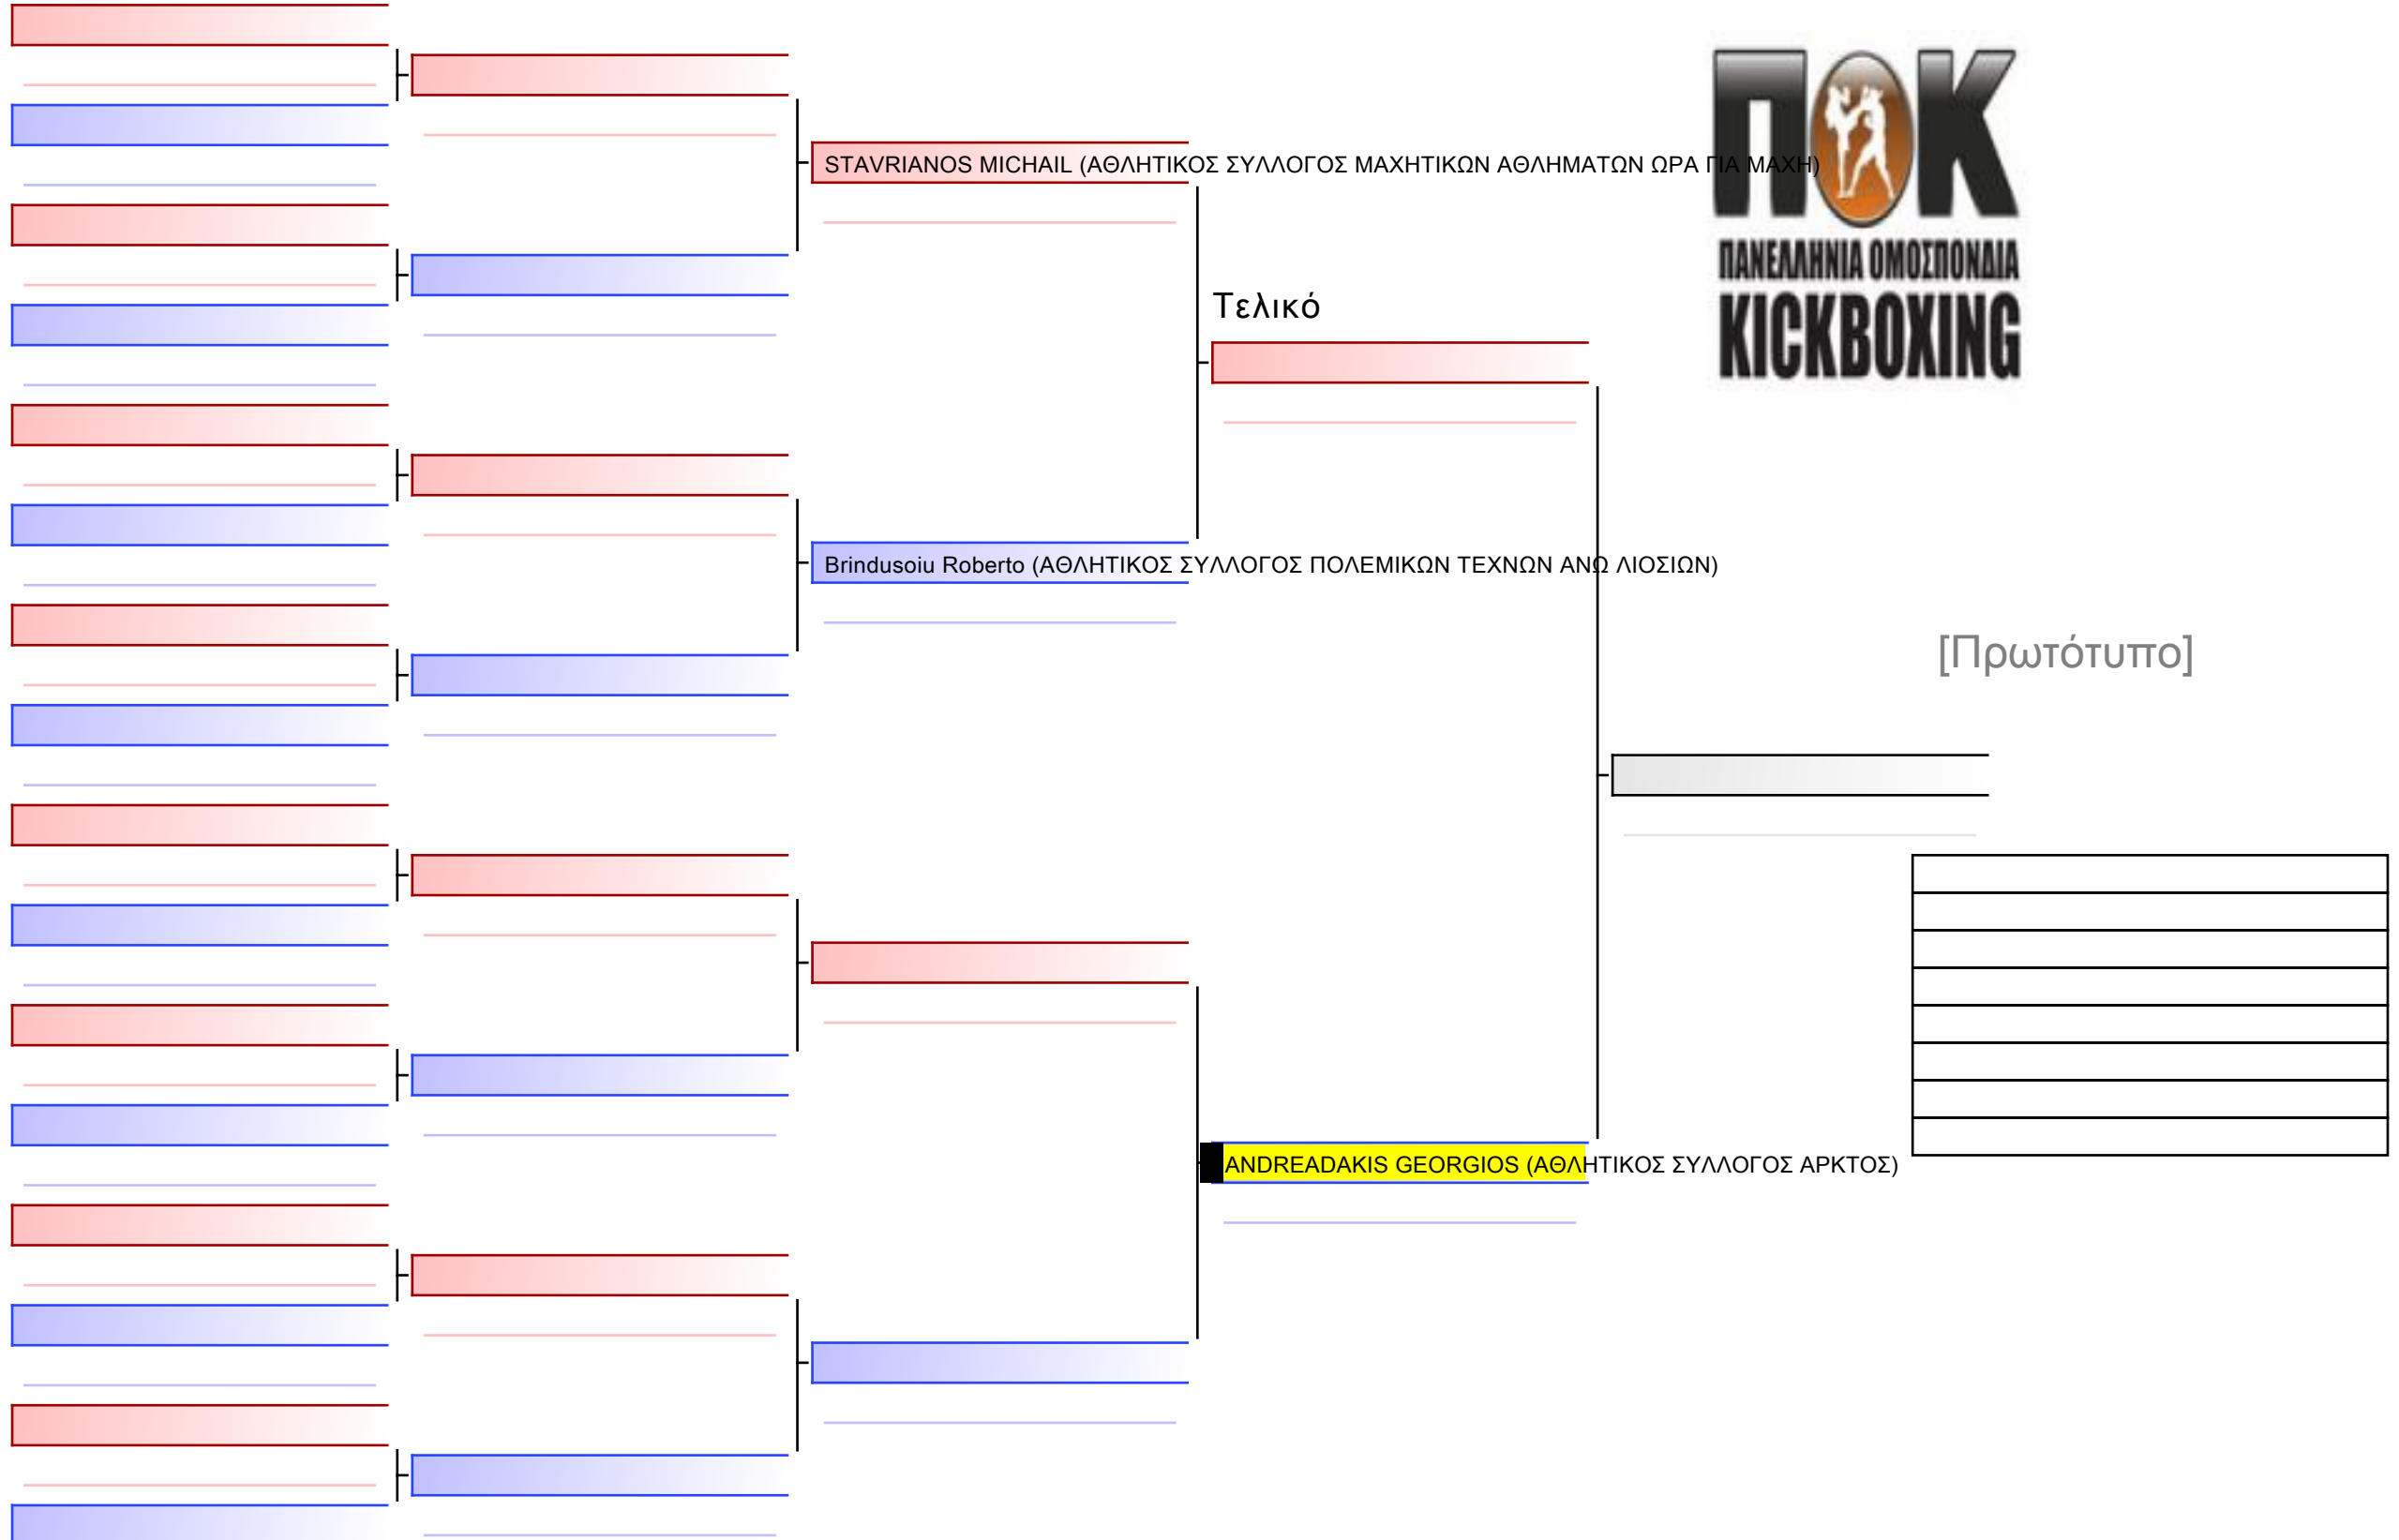 STAVRIANOS MICHAIL (ΑΘΛΗΤΙΚΟΣ ΣΥΛΛΟΓΟΣ ΜΑΧΗΤΙΚΩΝ ΑΘΛΗΜΑΤΩΝ ΩΡΑ ΓΙΑ ΜΑΧΗ)
ΠΟΚ
ΠΑΝΕΛΛΗΝΙΑ ΟΜΟΣΠΟΝΔΙΑ
KICKBOXING
Τελικό
Brindusoiu Roberto (ΑΘΛΗΤΙΚΟΣ ΣΥΛΛΟΓΟΣ ΠΟΛΕΜΙΚΩΝ ΤΕΧΝΩΝ ΑΝΩ ΛΙΟΣΙΩΝ)
[Πρωτότυπο]
ANDREADAKIS GEORGIOS (ΑΘΛΗΤΙΚΟΣ ΣΥΛΛΟΓΟΣ ΑΡΚΤΟΣ)